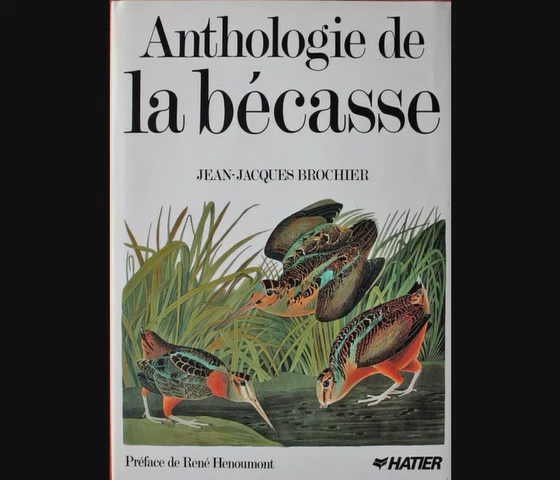 Anthologie de
la bécasse
JEAN-JACQUES BROCHIER
Préface de René Henoumont
HATIER